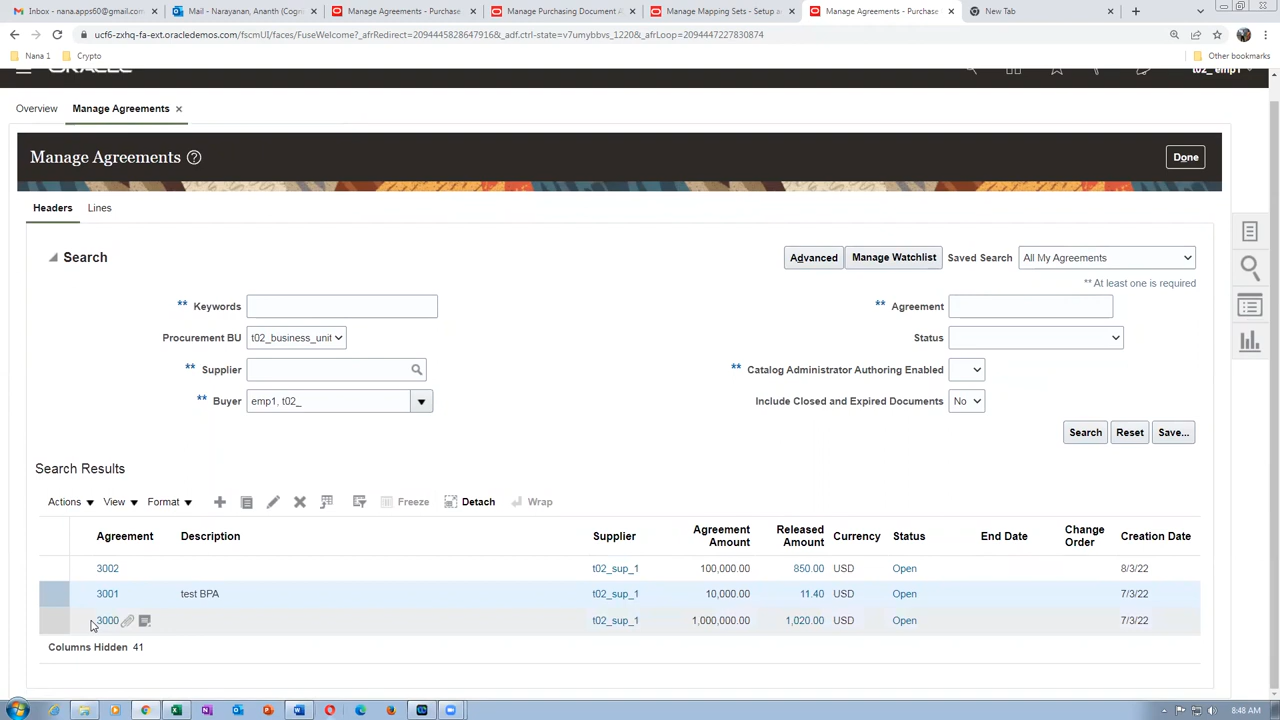 Inbox - nana.apps60@gmail.com
Mail - Narayanan, Ananth (Cogni
Manage Agreements - Purchase
Manage Purchasing Document A
Manage Mapping Sets - Setup a
Manage Agreements - Purchase
New Tab
ucf6-zxhq-fa-ext.oracledemos.com/fscmUI/faces/FuseWelcome?_afrRedirect=20944458286479168&_adf.ctrl-state=v7umybbvs_1220&_afrLoop=20944447227830774
Nana 1
Crypto
Other bookmarks
ORACLE
t02_emp1
Overview
Manage Agreements
Manage Agreements
Done
Headers
Lines
Search
Advanced
Manage Watchlist
Saved Search
All My Agreements
** At least one is required
** Keywords
** Agreement
Procurement BU t02_business_unit
Status
** Supplier
** Catalog Administrator Authoring Enabled
** Buyer emp1, t02_
Include Closed and Expired Documents No
Search
Reset
Save...
Search Results
Actions
View
Format
Freeze
Detach
Wrap
Agreement Description Supplier Agreement Amount Released Amount Currency Status End Date Change Order Creation Date
3002 t02_sup_1 100,000.00 850.00 USD Open 8/3/22
3001 test BPA t02_sup_1 10,000.00 11.40 USD Open 7/3/22
3000 t02_sup_1 1,000,000.00 1,020.00 USD Open 7/3/22
Columns Hidden 41
8:48 AM